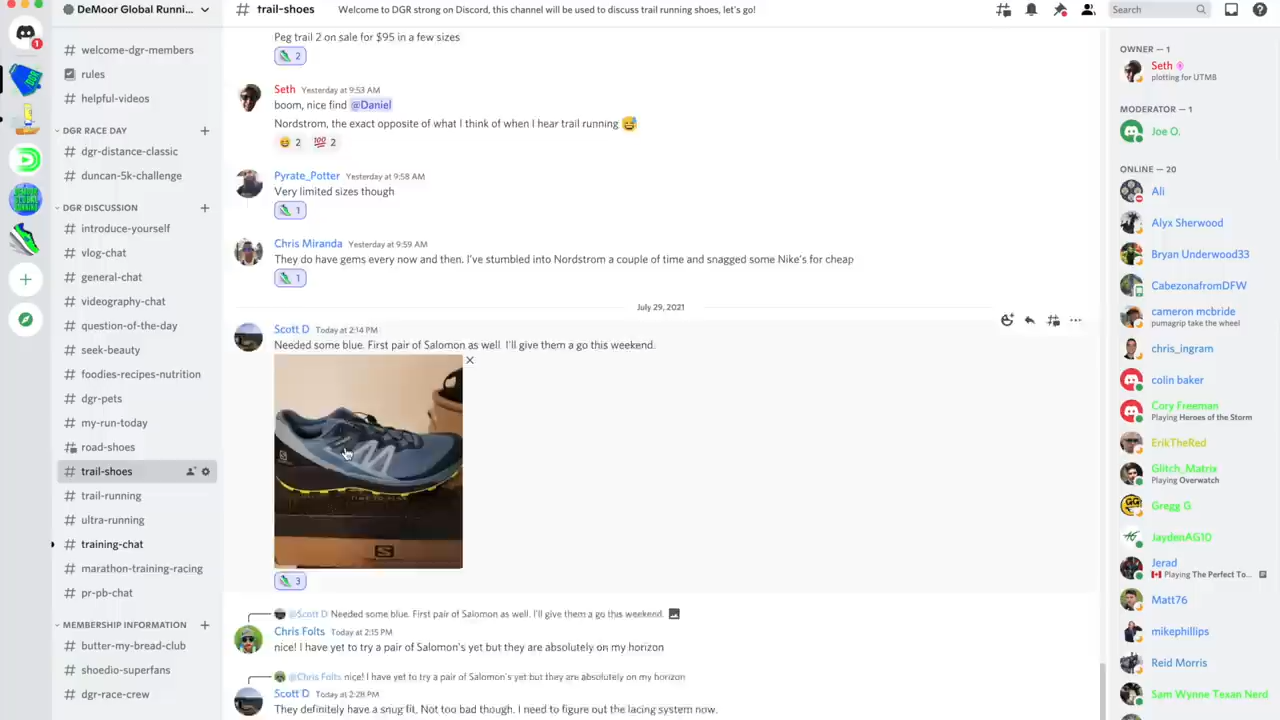 DeMoor Global Runni...
# trail-shoes
Welcome to DGR strong on Discord, this channel will be used to discuss trail running shoes, let's go!
Search
1
# welcome-dgr-members
rules
# helpful-videos
DGR RACE DAY
# dgr-distance-classic
# duncan-5k-challenge
DGR DISCUSSION
# introduce-yourself
# vlog-chat
# general-chat
# videography-chat
# question-of-the-day
# seek-beauty
# foodies-recipes-nutrition
# dgr-pets
# my-run-today
# road-shoes
# trail-shoes
# trail-running
# ultra-running
# training-chat
# marathon-training-racing
# pr-pb-chat
MEMBERSHIP INFORMATION
# butter-my-bread-club
# shoedio-superfans
# dgr-race-crew
Peg trail 2 on sale for $95 in a few sizes
2
Seth Yesterday at 9:53 AM
boom, nice find @Daniel
Nordstrom, the exact opposite of what I think of when I hear trail running
2 100 2
Pyrate_Potter Yesterday at 9:58 AM
Very limited sizes though
1
Chris Miranda Yesterday at 9:59 AM
They do have gems every now and then. I've stumbled into Nordstrom a couple of time and snagged some Nike's for cheap
1
July 29, 2021
Scott D Today at 2:14 PM
Needed some blue. First pair of Salomon as well. I'll give them a go this weekend.
TIME TO PLAY
3
@Scott D Needed some blue. First pair of Salomon as well. I'll give them a go this weekend.
Chris Folts Today at 2:15 PM
nice! I have yet to try a pair of Salomon's yet but they are absolutely on my horizon
@Chris Folts nice! I have yet to try a pair of Salomon's yet but they are absolutely on my horizon
Scott D Today at 2:28 PM
They definitely have a snug fit. Not too bad though. I need to figure out the lacing system now.
OWNER — 1
Seth
plotting for UTMB
MODERATOR — 1
Joe O.
ONLINE — 20
Ali
Alyx Sherwood
Bryan Underwood33
CabezonafromDFW
cameron mcbride
pumagrip take the wheel
chris_ingram
colin baker
Cory Freeman
Playing Heroes of the Storm
ErikTheRed
Glitch_Matrix
Playing Overwatch
Gregg G
JaydenAG10
Jerad
Playing The Perfect To...
Matt76
mikephillips
Reid Morris
Sam Wynne Texan Nerd